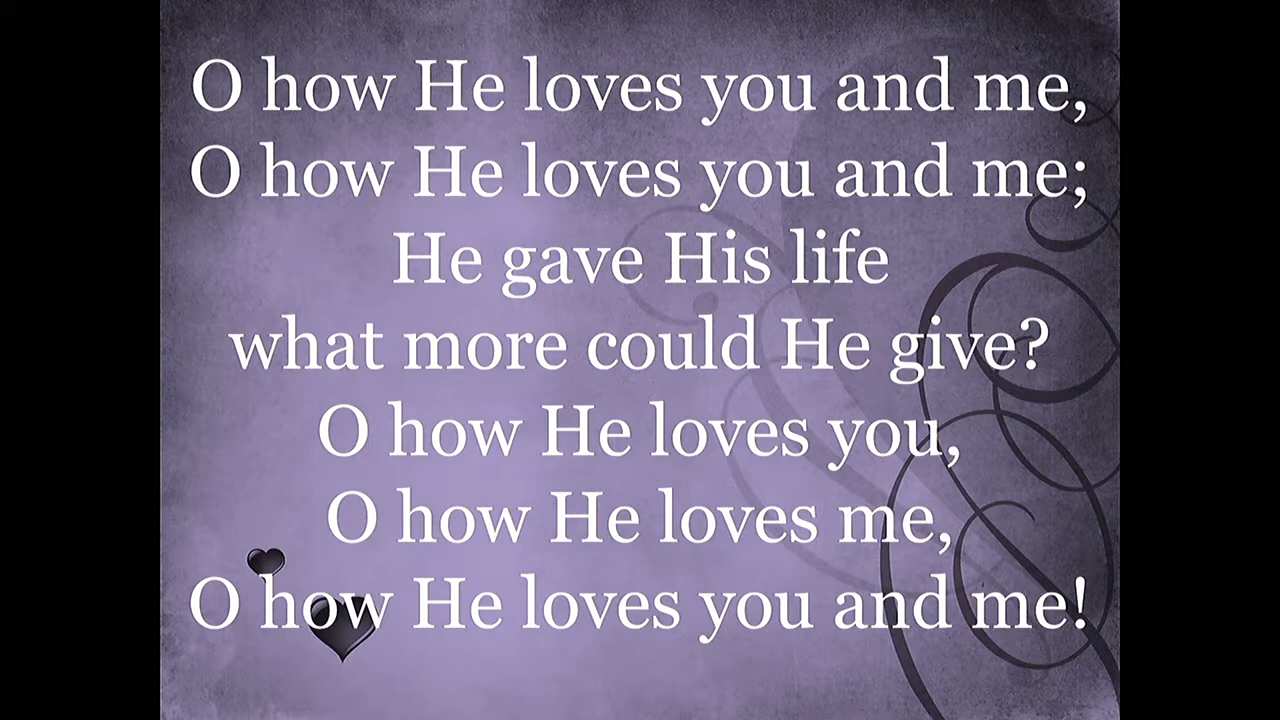 O how He loves you and me,
O how He loves you and me;
He gave His life
what more could He give?
O how He loves you,
O how He loves me,
O how He loves you and me!